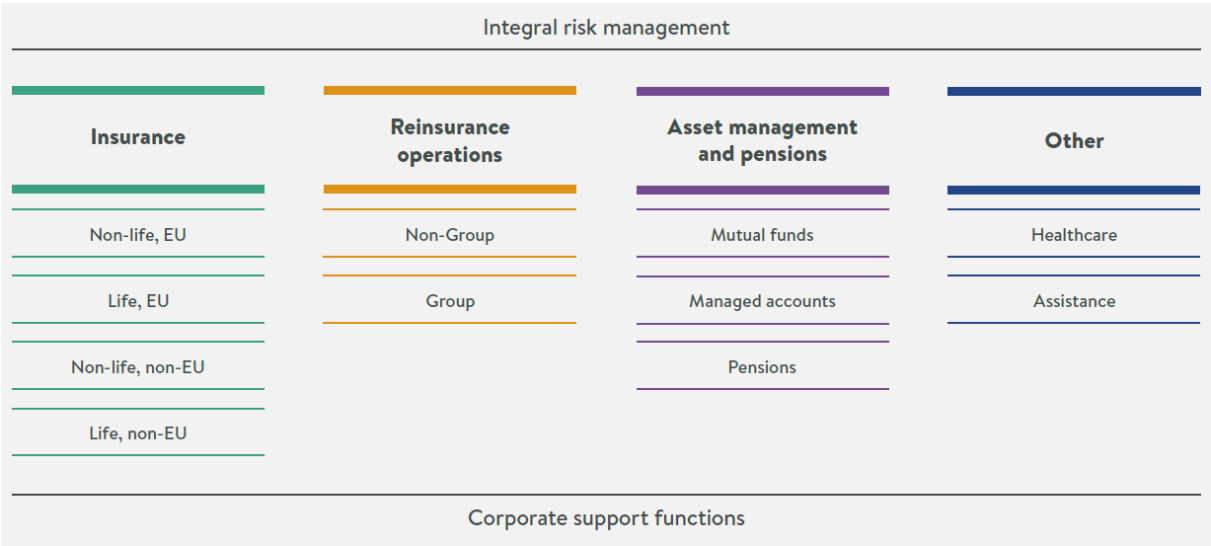 Integral risk management
Insurance
Reinsurance
operations
Asset management
and pensions
Other
Non-life, EU
Non-Group
Mutual funds
Healthcare
Life, EU
Group
Managed accounts
Assistance
Non-life, non-EU
Pensions
Life, non-EU
Corporate support functions